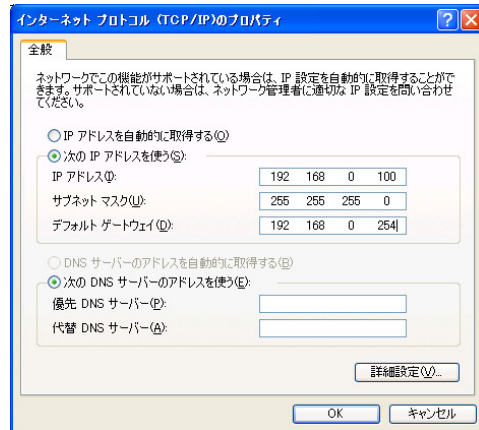 インターネット プロトコル (TCP/IP)のプロパティ
全般
ネットワークでこの機能がサポートされている場合は、IP 設定を自動的に取得することがで
きます。サポートされていない場合は、ネットワーク管理者に適切な IP 設定を問い合わせ
てください。
IP アドレスを自動的に取得する(O)
次の IP アドレスを使う(S):
IP アドレス(I): 192 168 0 100
サブネット マスク(U): 255 255 255 0
デフォルト ゲートウェイ(D): 192 168 0 254
DNS サーバーのアドレスを自動的に取得する(B)
次の DNS サーバーのアドレスを使う(E):
優先 DNS サーバー(P):
代替 DNS サーバー(A):
詳細設定(V)...
OK キャンセル